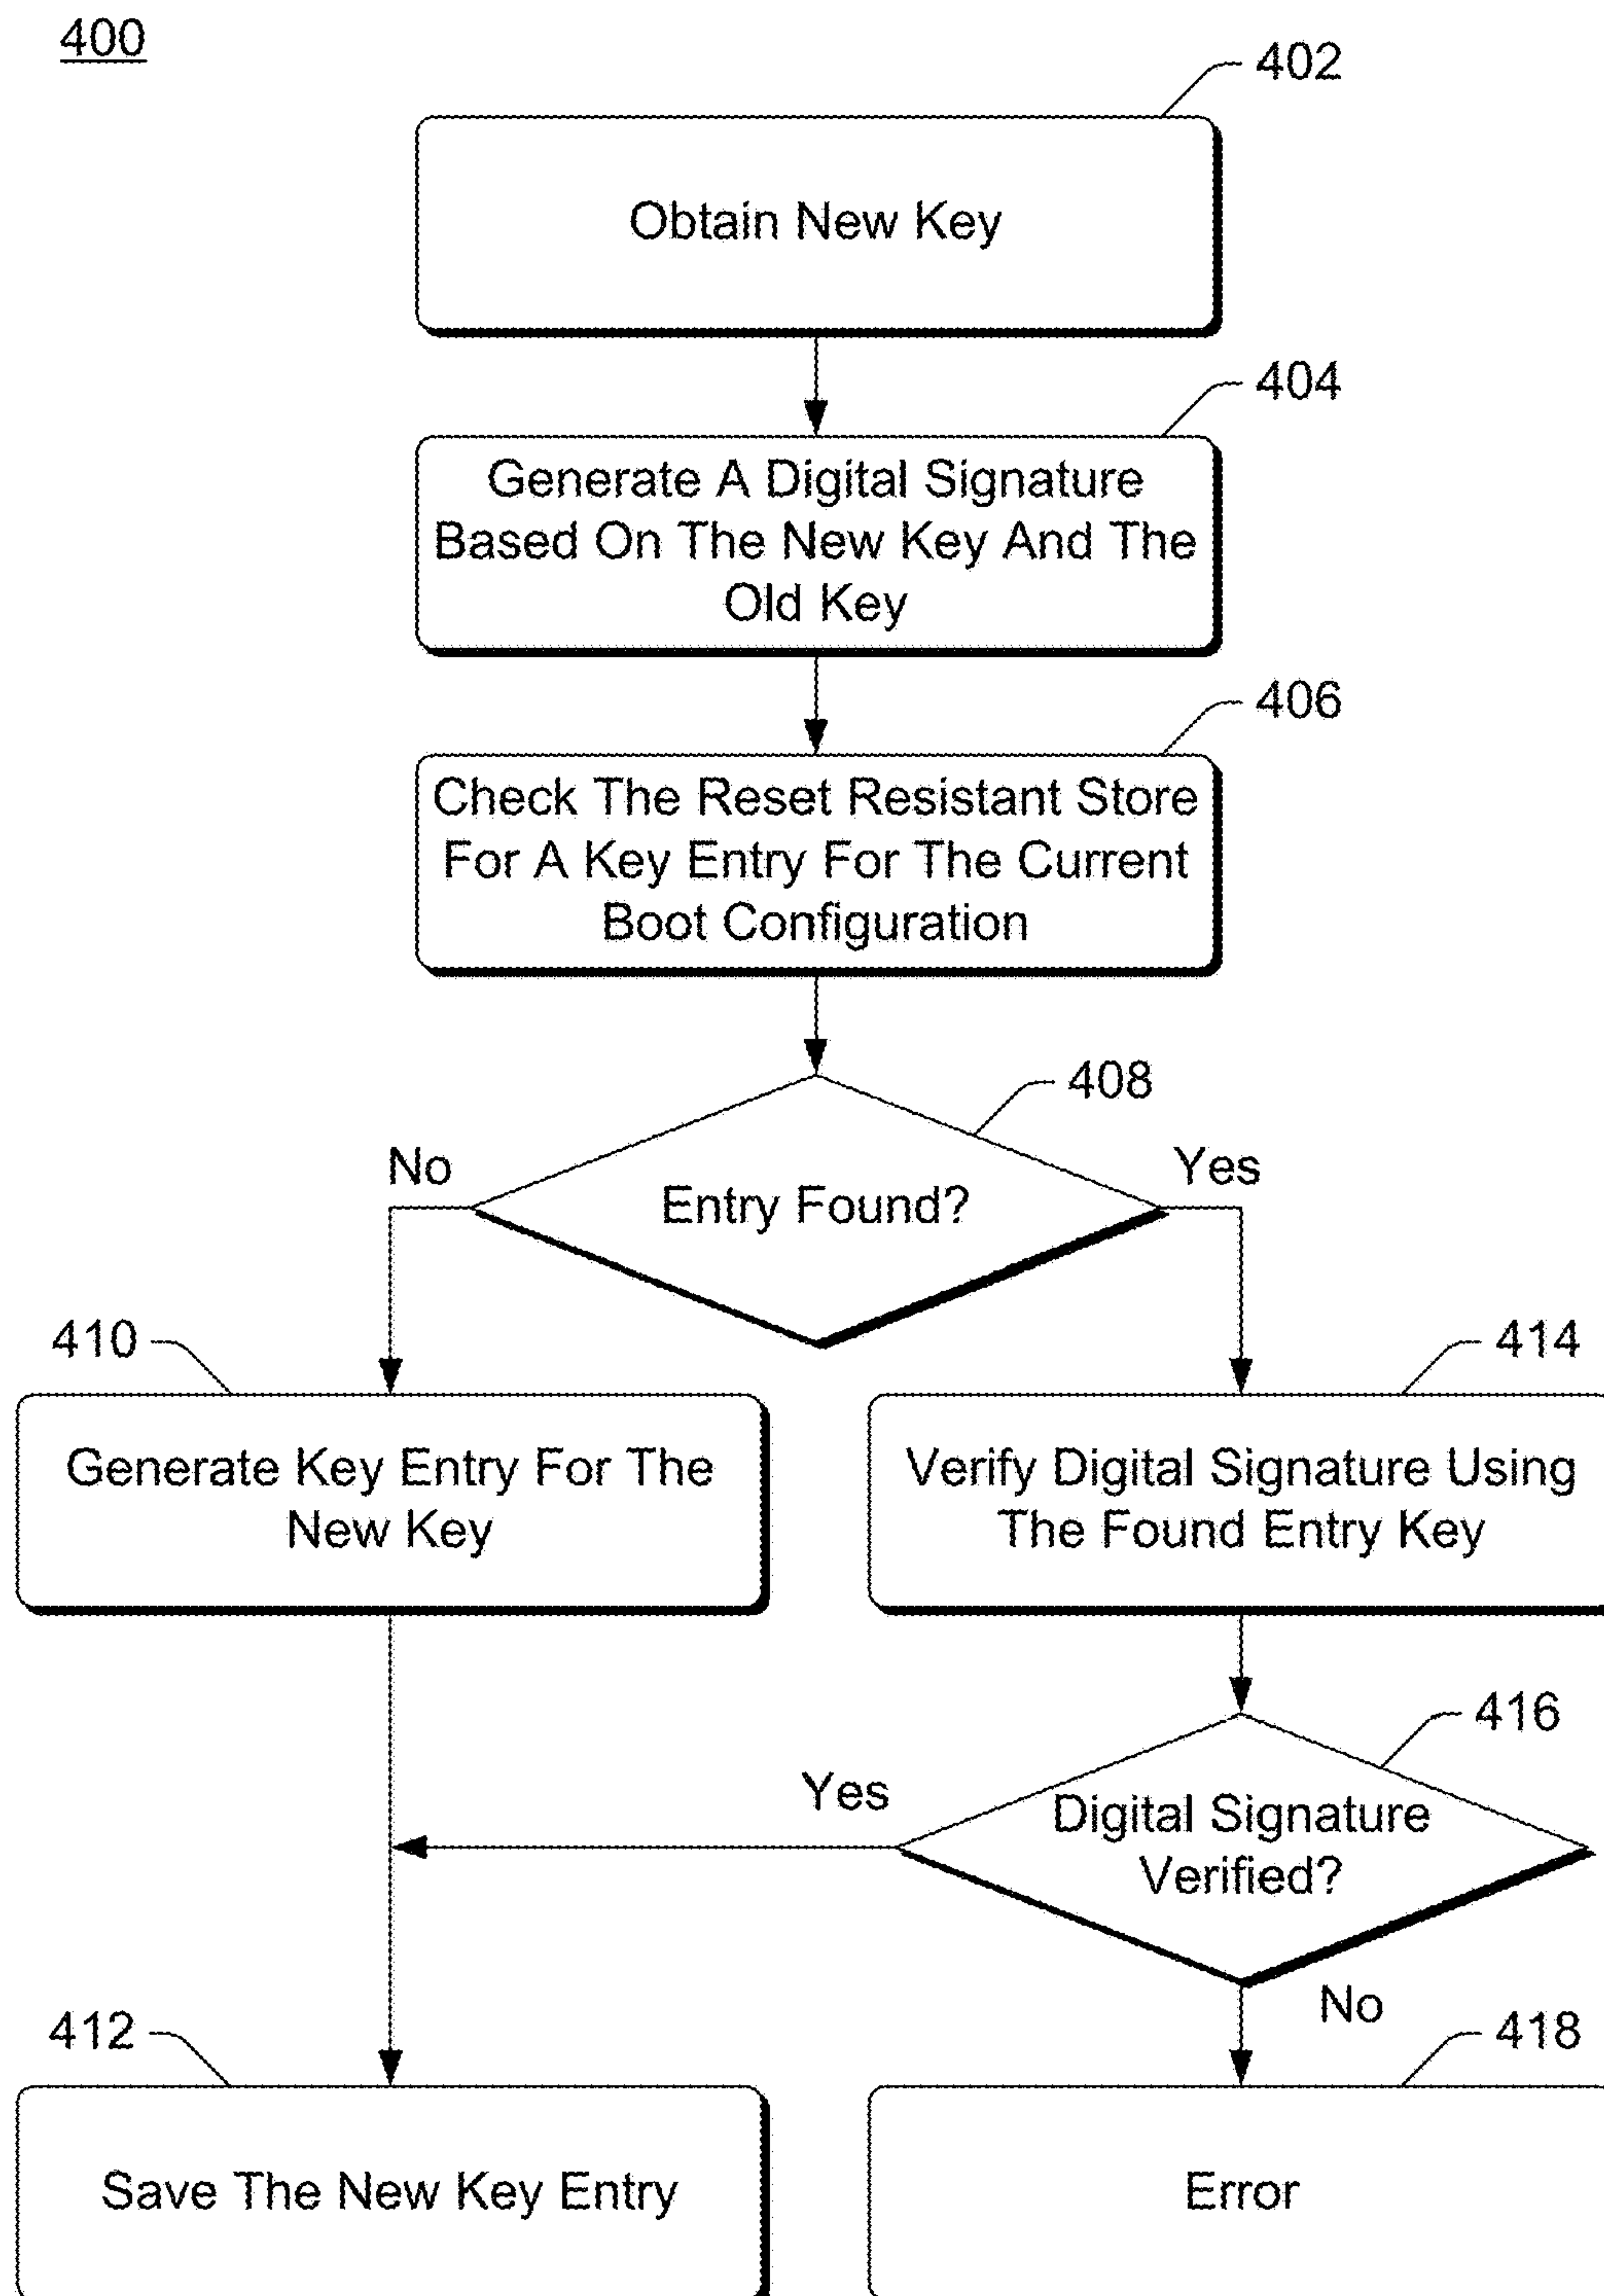 400
402
Obtain New Key
404
Generate A Digital Signature
Based On The New Key And The
Old Key
406
Check The Reset Resistant Store
For A Key Entry For The Current
Boot Configuration
408
No
Yes
Entry Found?
410
414
Generate Key Entry For The
New Key
Verify Digital Signature Using
The Found Entry Key
416
Yes
Digital Signature
Verified?
No
412
418
Save The New Key Entry
Error